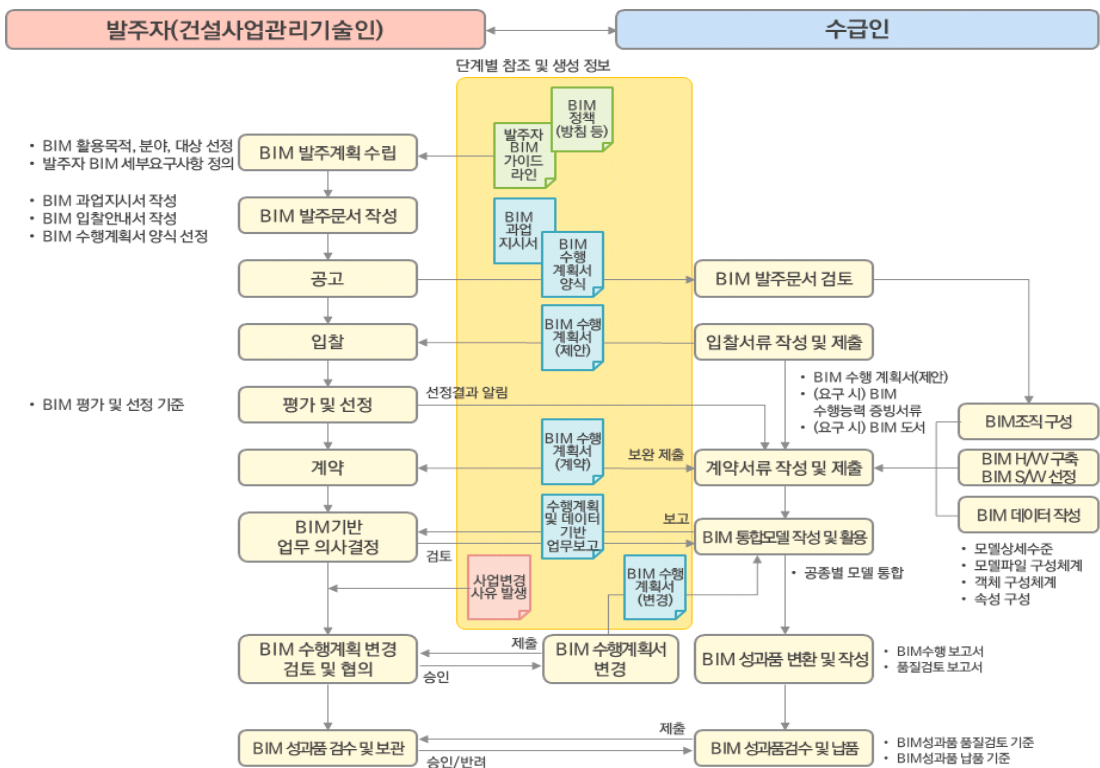 발주자(건설사업관리기술인)
수급인
단계별 참조 및 생성 정보
BIM
정책
(방침 등)
발주자
BIM
가이드
라인
• BIM 활용목적, 분야, 대상 선정
• 발주자 BIM 세부요구사항 정의
BIM 발주계획 수립
• BIM 과업지시서 작성
• BIM 입찰안내서 작성
• BIM 수행계획서 양식 선정
BIM 발주문서 작성
BIM
과업
지시서
BIM
수행
계획서
양식
공고
BIM 발주문서 검토
입찰
BIM 수행
계획서
(제안)
입찰서류 작성 및 제출
• BIM 수행 계획서(제안)
• (요구 시) BIM
수행능력 증빙서류
• (요구 시) BIM 도서
• BIM 평가 및 선정 기준
평가 및 선정
선정결과 알림
BIM조직 구성
계약
BIM 수행
계획서
(계약)
보완 제출
계약서류 작성 및 제출
BIM H/W 구축
BIM S/W 선정
BIM 데이터 작성
• 모델상세수준
• 모델파일 구성체계
• 객체 구성체계
• 속성 구성
BIM기반
업무 의사결정
수행계획
및 데이터
기반
업무보고
보고
검토
BIM 통합모델 작성 및 활용
• 공종별 모델 통합
사업변경
사유 발생
BIM 수행
계획서
(변경)
BIM 수행계획 변경
검토 및 협의
제출
승인
BIM 수행계획서
변경
BIM 성과품 변환 및 작성
• BIM수행 보고서
• 품질검토 보고서
BIM 성과품 검수 및 보관
제출
승인/반려
BIM 성과품검수 및 납품
• BIM성과품 품질검토 기준
• BIM성과품 납품 기준